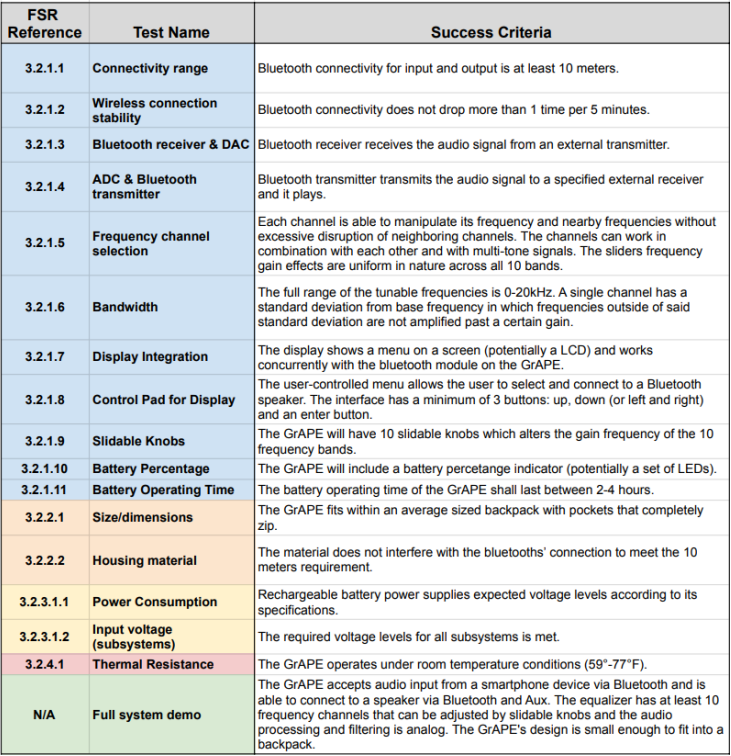 FSR
Reference
Test Name
Success Criteria
3.2.1.1
Connectivity range
Bluetooth connectivity for input and output is at least 10 meters.
3.2.1.2
Wireless connection
stability
Bluetooth connectivity does not drop more than 1 time per 5 minutes.
3.2.1.3
Bluetooth receiver & DAC
Bluetooth receiver receives the audio signal from an external transmitter.
3.2.1.4
ADC & Bluetooth
transmitter
Bluetooth transmitter transmits the audio signal to a specified external receiver
and it plays.
3.2.1.5
Frequency channel
selection
Each channel is able to manipulate its frequency and nearby frequencies without
excessive disruption of neighboring channels. The channels can work in
combination with each other and with multi-tone signals. The sliders frequency
gain effects are uniform in nature across all 10 bands.
3.2.1.6
Bandwidth
The full range of the tunable frequencies is 0-20kHz. A single channel has a
standard deviation from base frequency in which frequencies outside of said
standard deviation are not amplified past a certain gain.
3.2.1.7
Display Integration
The display shows a menu on a screen (potentially a LCD) and works
concurrently with the bluetooth module on the GrAPE.
3.2.1.8
Control Pad for Display
The user-controlled menu allows the user to select and connect to a Bluetooth
speaker. The interface has a minimum of 3 buttons: up, down (or left and right)
and an enter button.
3.2.1.9
Slidable Knobs
The GrAPE will have 10 slidable knobs which alters the gain frequency of the 10
frequency bands.
3.2.1.10
Battery Percentage
The GrAPE will include a battery percetange indicator (potentially a set of LEDs).
3.2.1.11
Battery Operating Time
The battery operating time of the GrAPE shall last between 2-4 hours.
3.2.2.1
Size/dimensions
The GrAPE fits within an average sized backpack with pockets that completely
zip.
3.2.2.2
Housing material
The material does not interfere with the bluetooths' connection to meet the 10
meters requirement.
3.2.3.1.1
Power Consumption
Rechargeable battery power supplies expected voltage levels according to its
specifications.
3.2.3.1.2
Input voltage
(subsystems)
The required voltage levels for all subsystems is met.
3.2.4.1
Thermal Resistance
The GrAPE operates under room temperature conditions (59°-77°F).
N/A
Full system demo
The GrAPE accepts audio input from a smartphone device via Bluetooth and is
able to connect to a speaker via Bluetooth and Aux. The equalizer has at least 10
frequency channels that can be adjusted by slidable knobs and the audio
processing and filtering is analog. The GrAPE's design is small enough to fit into a
backpack.